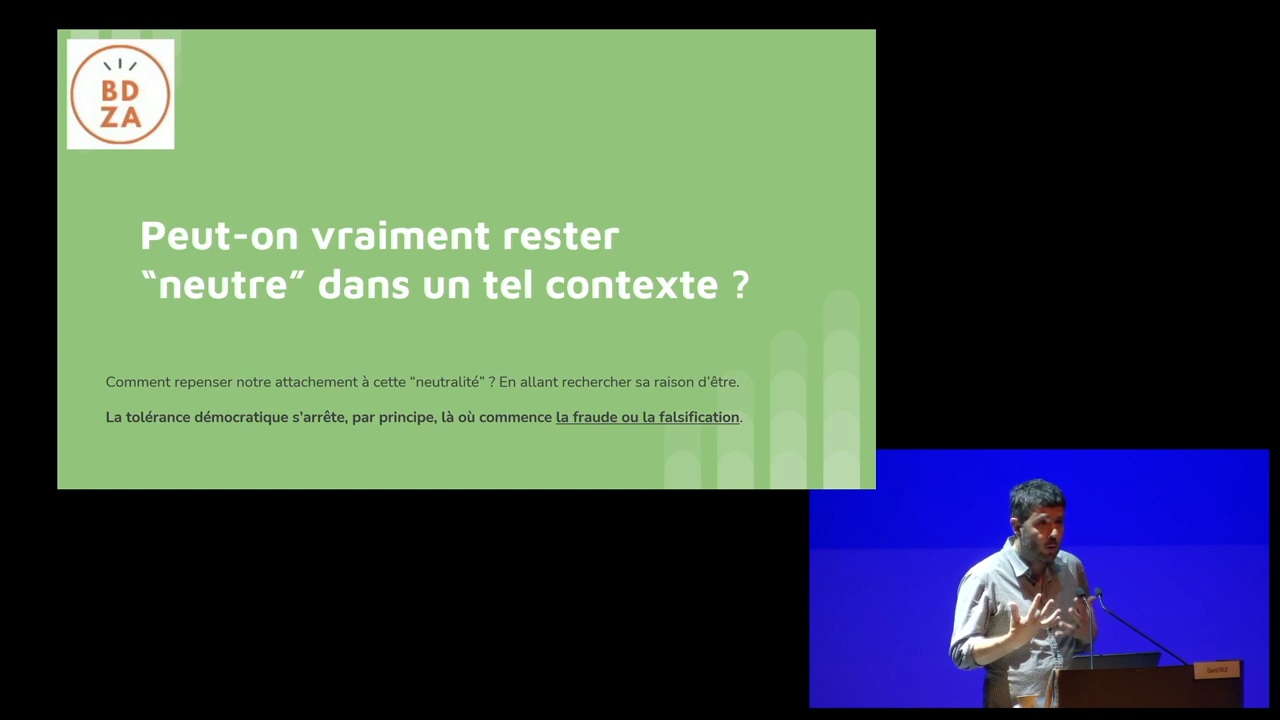 BD
ZA
Peut-on vraiment rester
“neutre” dans un tel contexte ?
Comment repenser notre attachement à cette “neutralité” ? En allant rechercher sa raison d’être.
La tolérance démocratique s’arrête, par principe, là où commence la fraude ou la falsification.